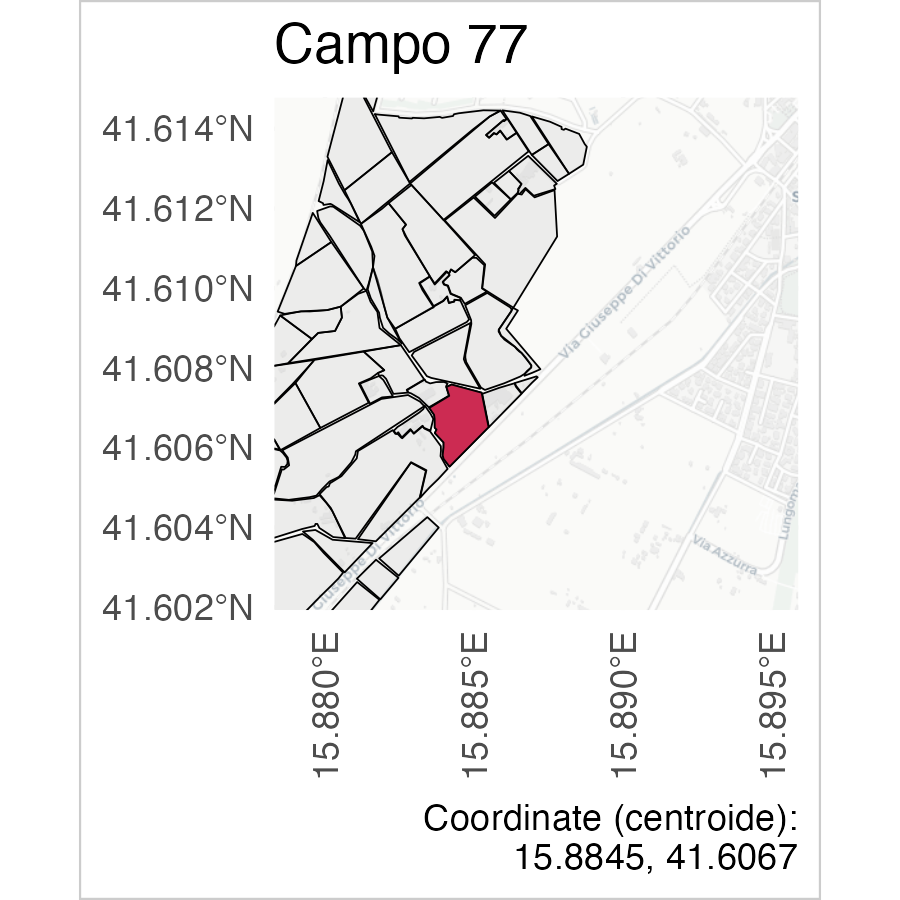 Campo 77
41.614°N
41.612°N
41.610°N
41.608°N
41.606°N
41.604°N
41.602°N
Via Giuseppe Di Vittorio
S
Lungom
Via Azzurra
Giuseppe Di Vittorio
15.880°E
15.885°E
15.890°E
15.895°E
Coordinate (centroide):
15.8845, 41.6067